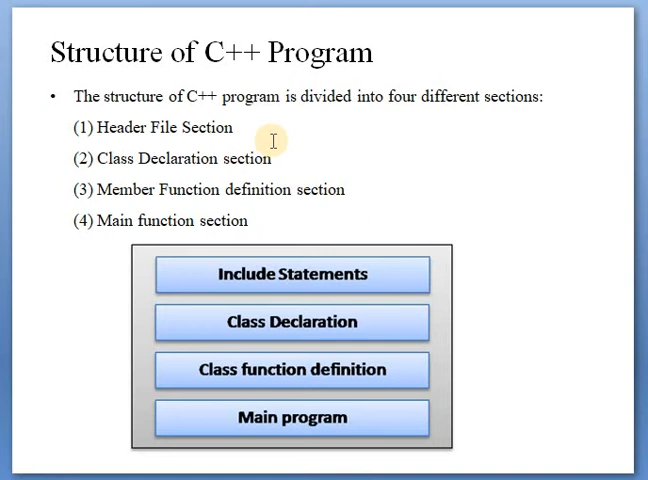 Structure of C++ Program
• The structure of C++ program is divided into four different sections:
(1) Header File Section
(2) Class Declaration section
(3) Member Function definition section
(4) Main function section
Include Statements
Class Declaration
Class function definition
Main program